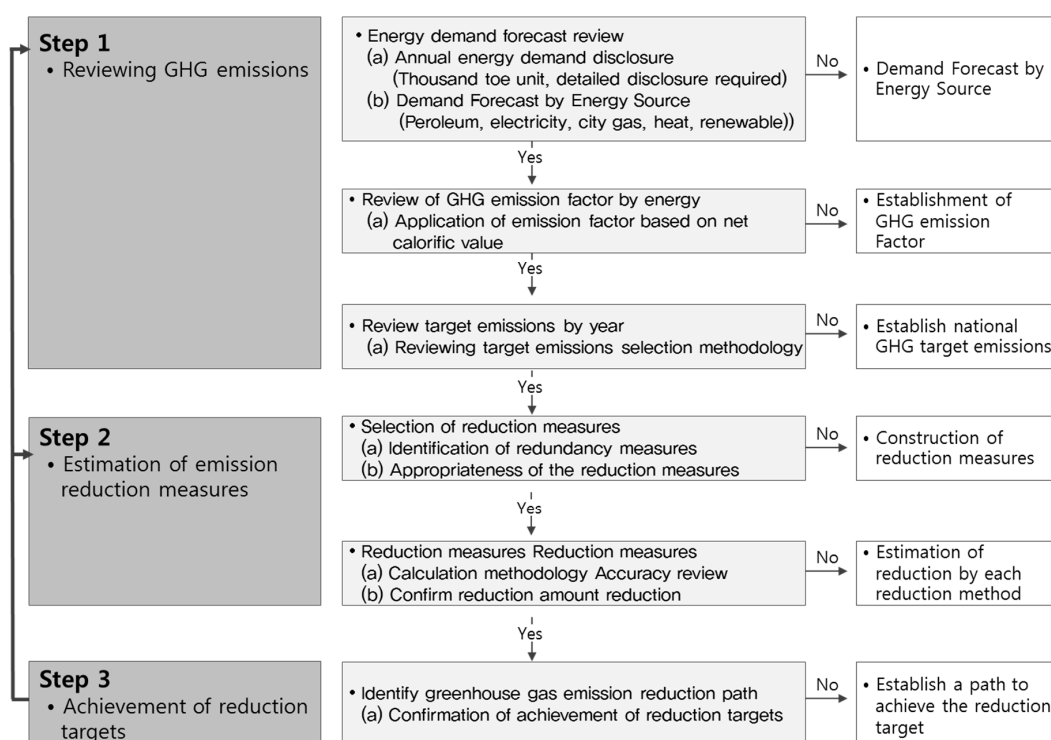 Step 1
• Reviewing GHG emissions
• Energy demand forecast review
(a) Annual energy demand disclosure
(Thousand toe unit, detailed disclosure required)
(b) Demand Forecast by Energy Source
(Peroleum, electricity, city gas, heat, renewable))
No
• Demand Forecast by
Energy Source
Yes
• Review of GHG emission factor by energy
(a) Application of emission factor based on net
calorific value
No
• Establishment of
GHG emission
Factor
Yes
• Review target emissions by year
(a) Reviewing target emissions selection methodology
No
• Establish national
GHG target emissions
Yes
Step 2
• Estimation of emission
reduction measures
• Selection of reduction measures
(a) Identification of redundancy measures
(b) Appropriateness of the reduction measures
No
• Construction of
reduction measures
Yes
• Reduction measures Reduction measures
(a) Calculation methodology Accuracy review
(b) Confirm reduction amount reduction
No
• Estimation of
reduction by each
reduction method
Yes
Step 3
• Achievement of reduction
targets
• Identify greenhouse gas emission reduction path
(a) Confirmation of achievement of reduction targets
No
• Establish a path to
achieve the reduction
target